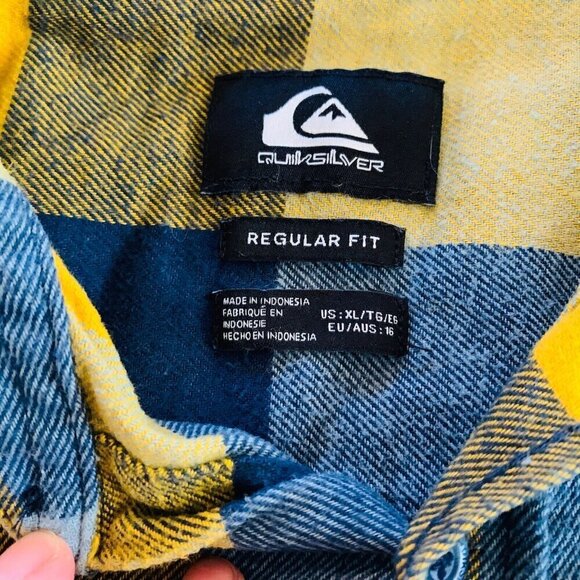 QUIKSILVER
REGULAR FIT
MADE IN INDONESIA
FABRIQUÉ EN
INDONESIE
HECHO EN INDONESIA
US : XL/TG/EG
EU/AUS : 16